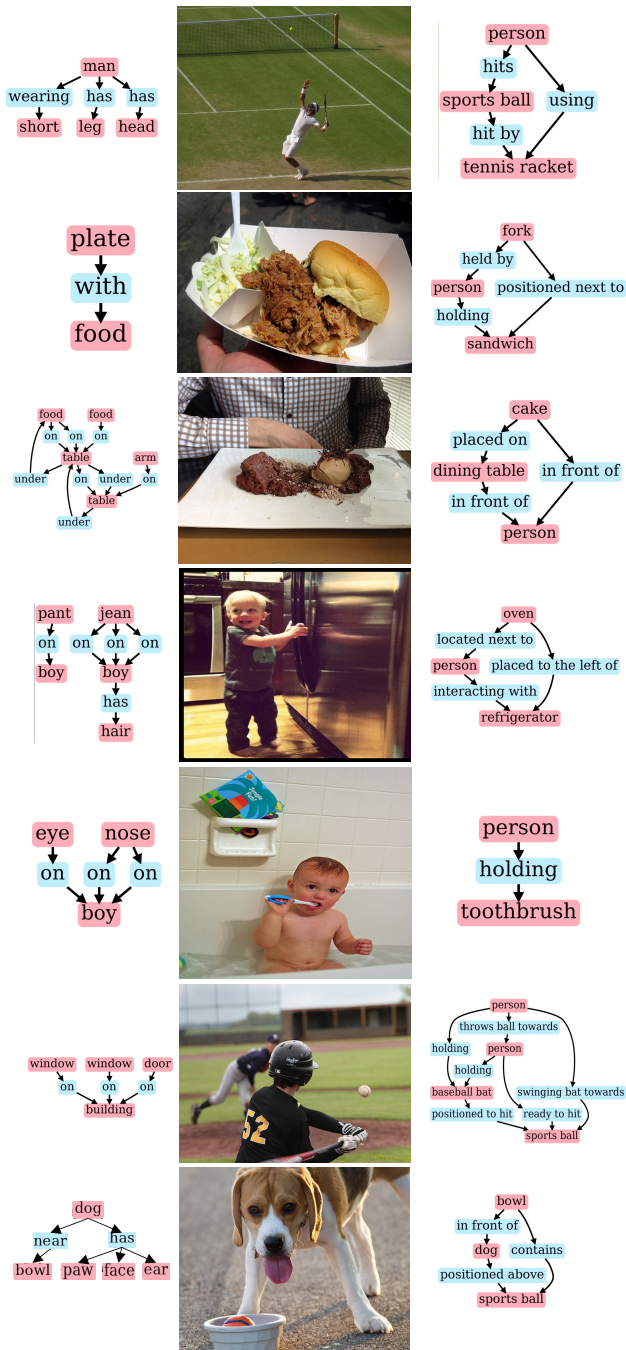 man
wearing has has
short leg head
person
hits
sports ball using
hit by
tennis racket
plate
with
food
fork
held by
person positioned next to
holding
sandwich
food food
on on on
table arm
under on under on
table
under
cake
placed on
dining table in front of
in front of
person
pant jean
on on on on
boy boy
has
hair
oven
located next to
person placed to the left of
interacting with
refrigerator
eye nose
on on on
boy
Jungle
Fun!
person
holding
toothbrush
window window door
on on on
building
52
person
throws ball towards
holding person
holding
baseball bat swinging bat towards
positioned to hit ready to hit
sports ball
dog
near has
bowl paw face ear
bowl
in front of
dog contains
positioned above
sports ball